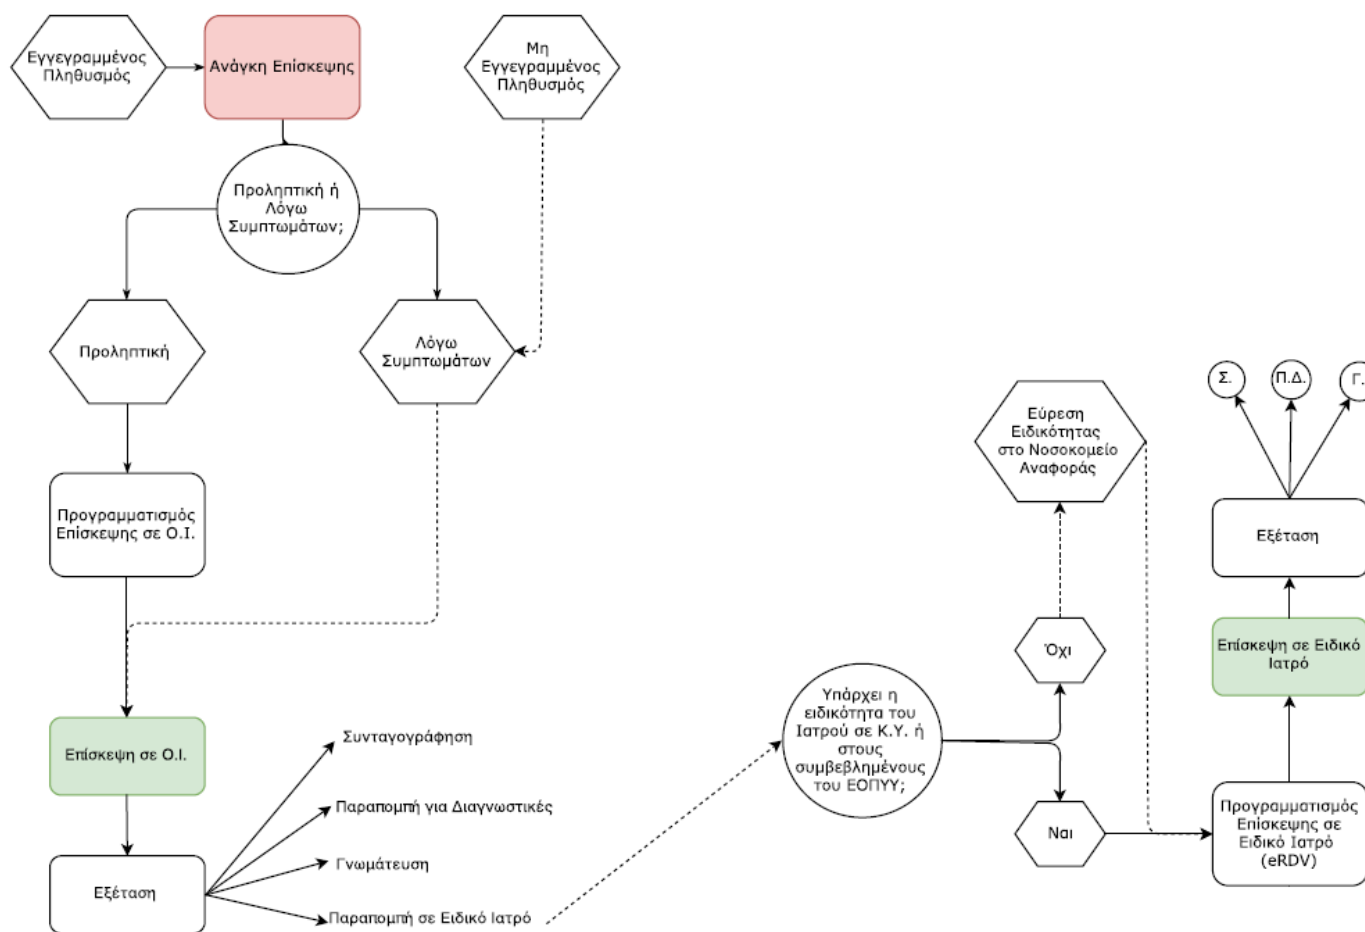 Εγγεγραμμένος
Πληθυσμός
Ανάγκη Επίσκεψης
Μη
Εγγεγραμμένος
Πληθυσμός
Προληπτική ή
Λόγω
Συμπτωμάτων;
Προληπτική
Λόγω
Συμπτωμάτων
Προγραμματισμός
Επίσκεψης σε Ο.Ι.
Επίσκεψη σε Ο.Ι.
Εξέταση
Συνταγογράφηση
Παραπομπή για Διαγνωστικές
Γνωμάτευση
Παραπομπή σε Ειδικό Ιατρό
Υπάρχει η
ειδικότητα του
Ιατρού σε Κ.Υ. ή
στους
συμβεβλημένους
του ΕΟΠΥΥ;
Όχι
Ναι
Εύρεση
Ειδικότητας
στο Νοσοκομείο
Αναφοράς
Προγραμματισμός
Επίσκεψης σε
Ειδικό Ιατρό
(eRDV)
Επίσκεψη σε Ειδικό
Ιατρό
Εξέταση
Σ.
Π.Δ.
Γ.